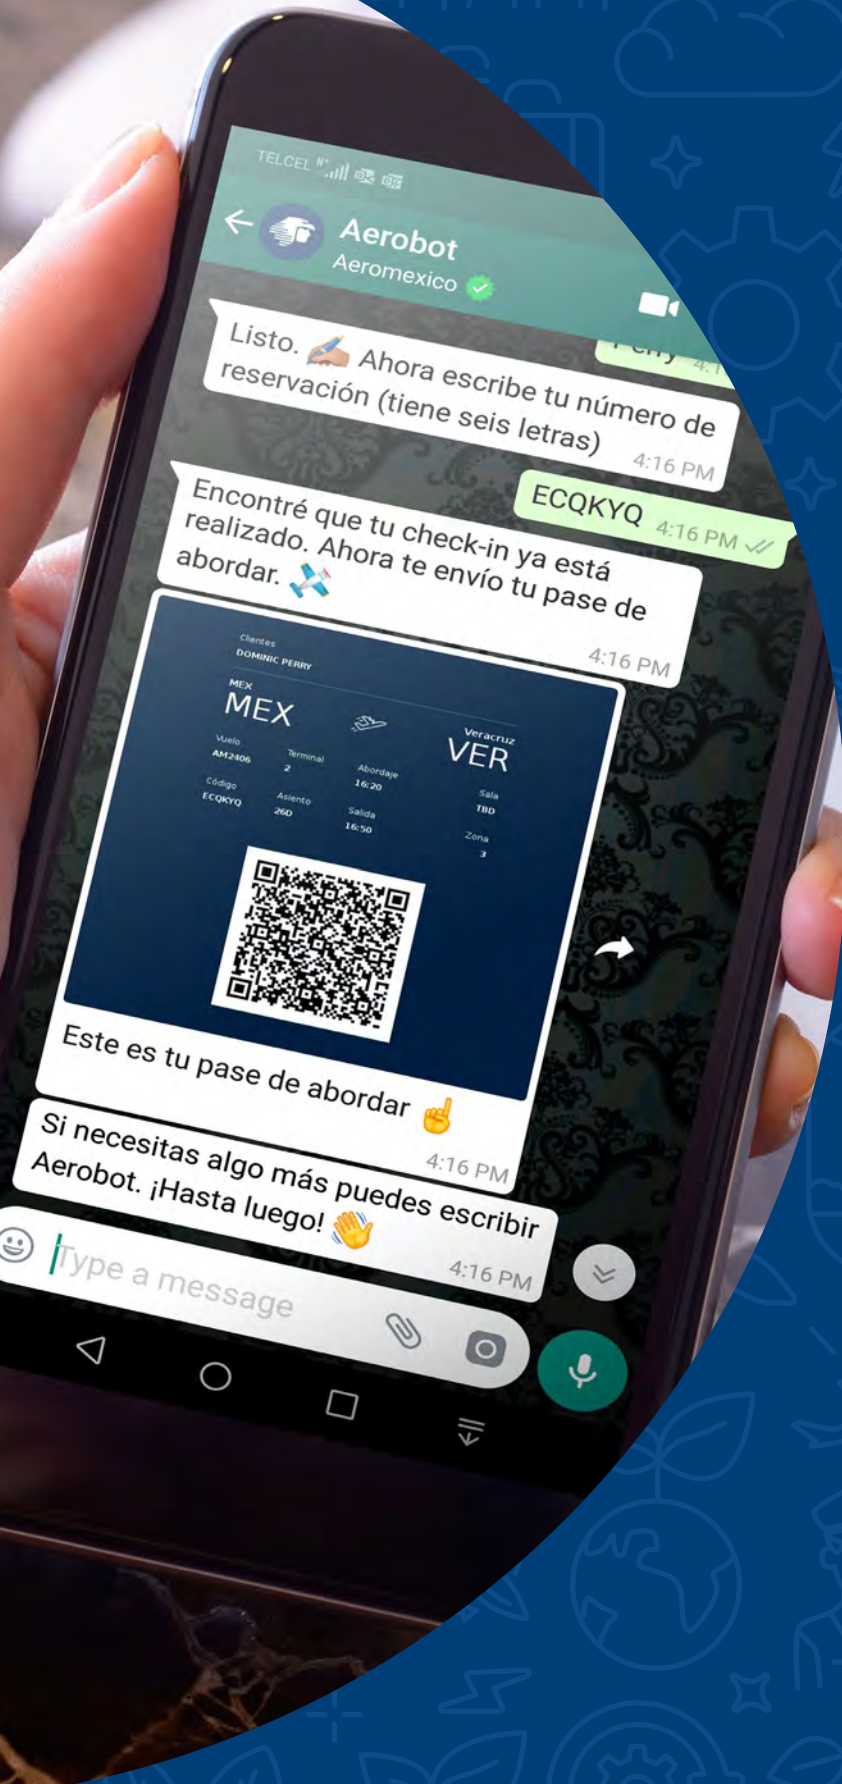 TELCEL
Aerobot
Aeromexico
Perry
Listo. Ahora escribe tu número de
reservación (tiene seis letras)
4:16 PM
ECQKYQ 4:16 PM
Encontré que tu check-in ya está
realizado. Ahora te envío tu pase de
abordar.
4:16 PM
Clientes
DOMINIC PERRY
MEX
MEX
Veracruz
VER
Vuelo
AM2406
Terminal
2
Abordaje
16:20
Sala
TBD
Código
ECQKYQ
Asiento
26D
Salida
16:50
Zona
3
Este es tu pase de abordar
4:16 PM
Si necesitas algo más puedes escribir
Aerobot. ¡Hasta luego!
4:16 PM
Type a message